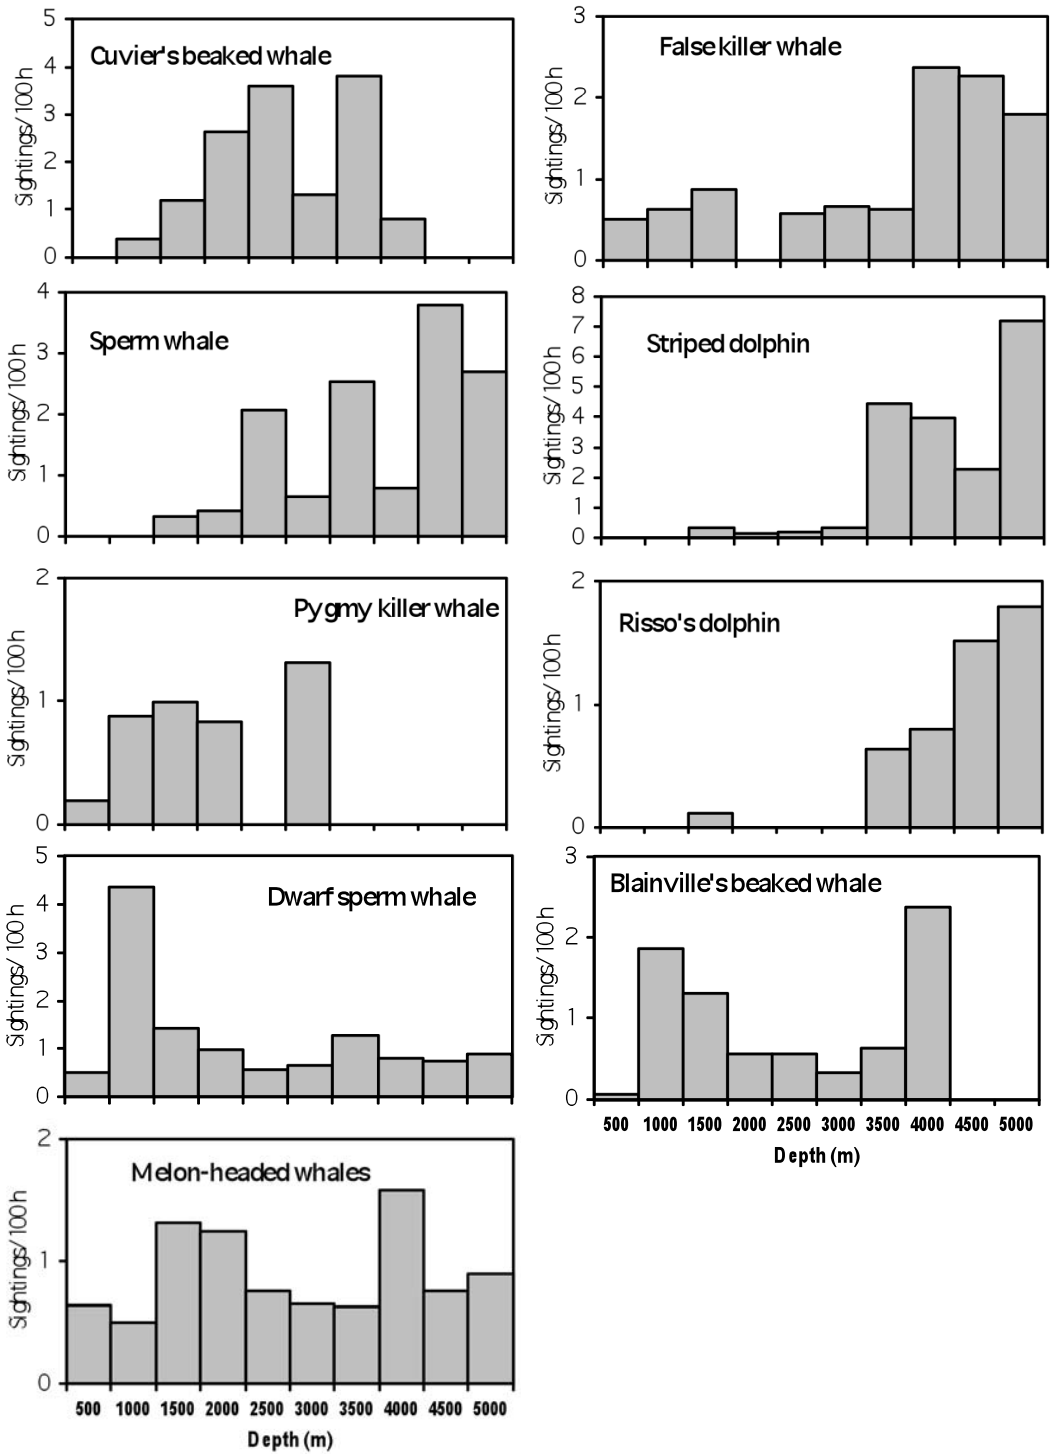 Cuvier's beaked whale
Sightings/100h
5
4
3
2
1
0
False killer whale
Sightings/100h
3
2
1
0
Sperm whale
Sightings/100h
4
3
2
1
0
Striped dolphin
Sightings/100h
8
7
6
5
4
3
2
1
0
Pygmy killer whale
Sightings/100h
2
1
0
Risso's dolphin
Sightings/100h
2
1
0
Dwarf sperm whale
Sightings/100h
5
4
3
2
1
0
Blainville's beaked whale
Sightings/100h
3
2
1
0
500 1000 1500 2000 2500 3000 3500 4000 4500 5000
Depth (m)
Melon-headed whales
Sightings/100h
2
1
0
500 1000 1500 2000 2500 3000 3500 4000 4500 5000
Depth (m)